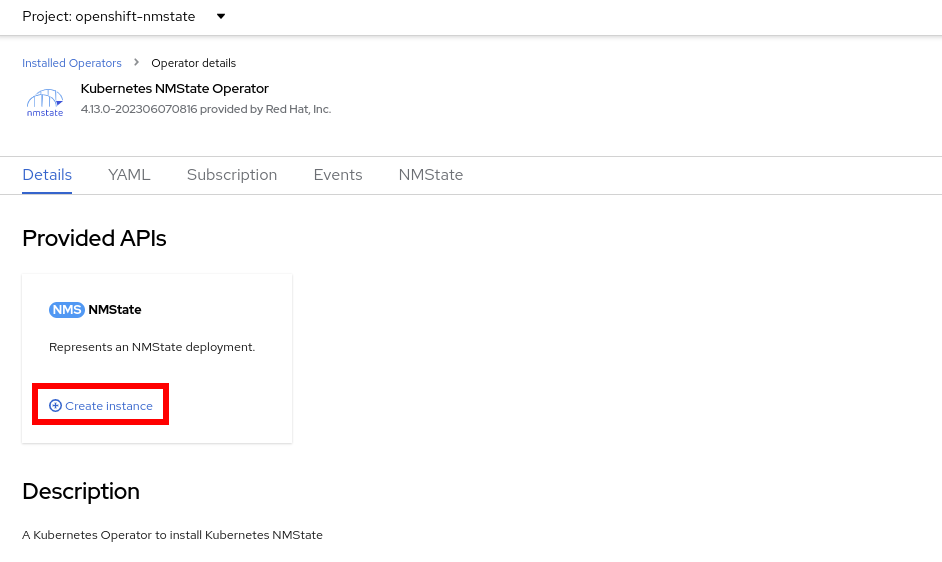 Project: openshift-nmstate
Installed Operators > Operator details
nmstate
Kubernetes NMState Operator
4.13.0-202306070816 provided by Red Hat, Inc.
Details YAML Subscription Events NMState
Provided APIs
NMS NMState
Represents an NMState deployment.
Create instance
Description
A Kubernetes Operator to install Kubernetes NMState